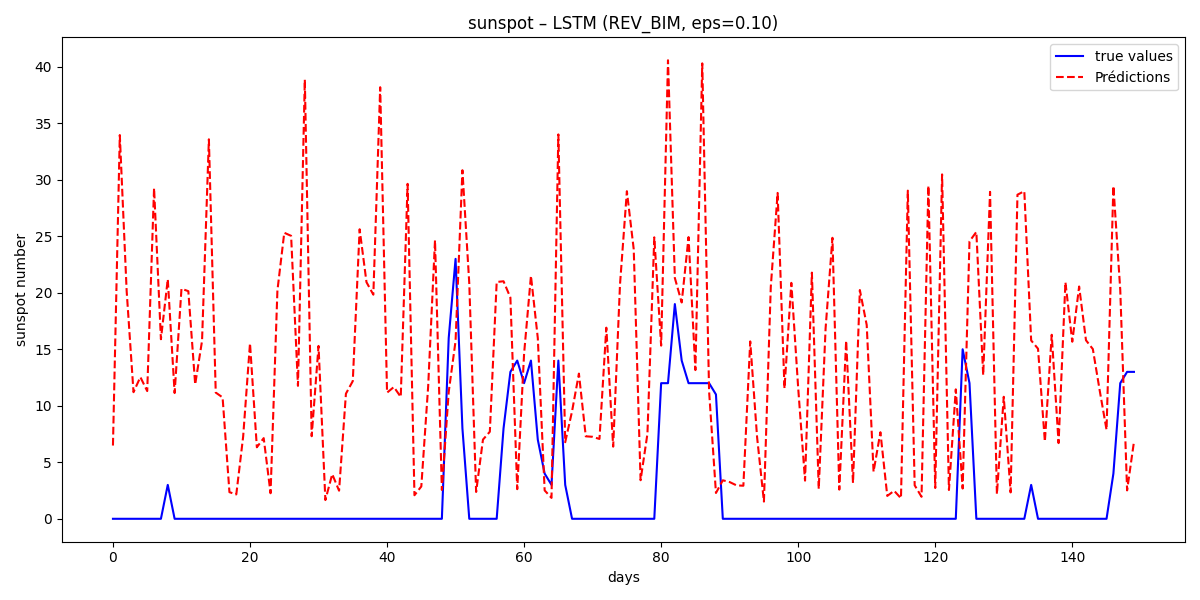 sunspot – LSTM (REV_BIM, eps=0.10)
true values
Prédictions
sunspot number
40
35
30
25
20
15
10
5
0
0 20 40 60 80 100 120 140
days